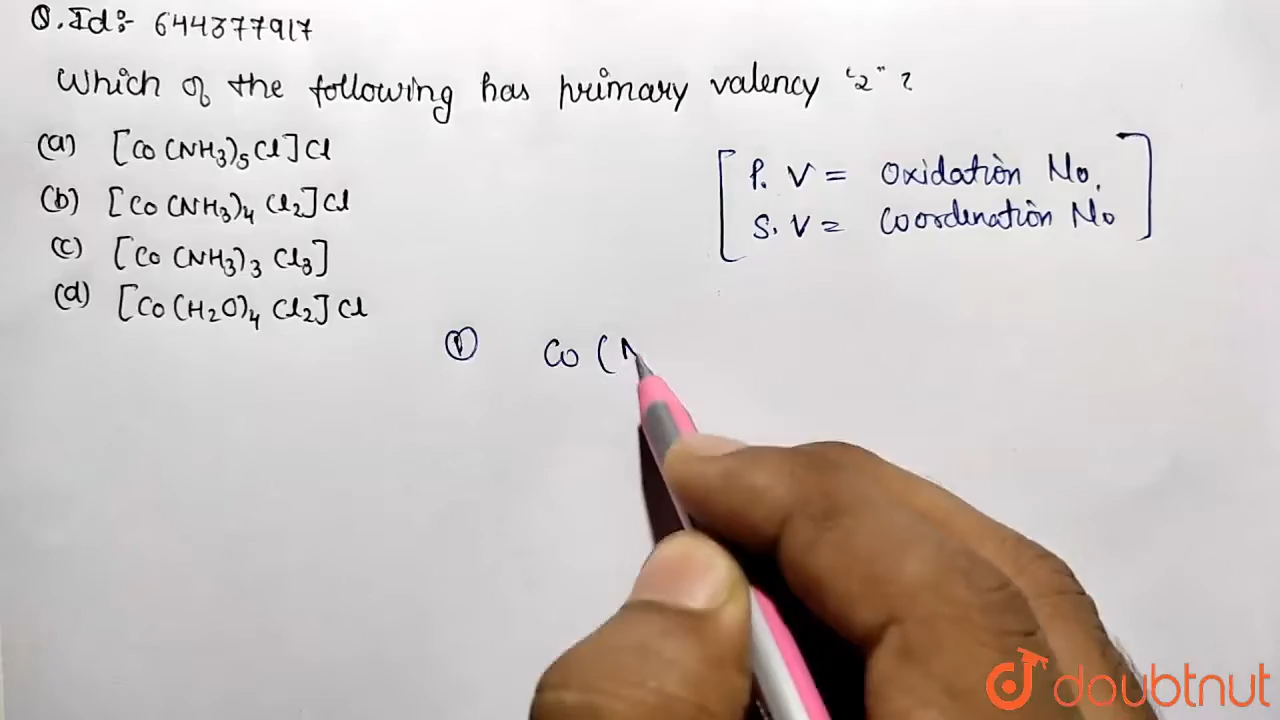 Q.Id:- 644377917
Which of the following has primary valency "2" ?
(a) [Co(NH3)5Cl]Cl
(b) [Co(NH3)4Cl2]Cl
(c) [Co(NH3)3Cl3]
(d) [Co(H2O)4Cl2]Cl
P. V = Oxidation No.
S. V = Coordenation No
① Co (N
doubtnut